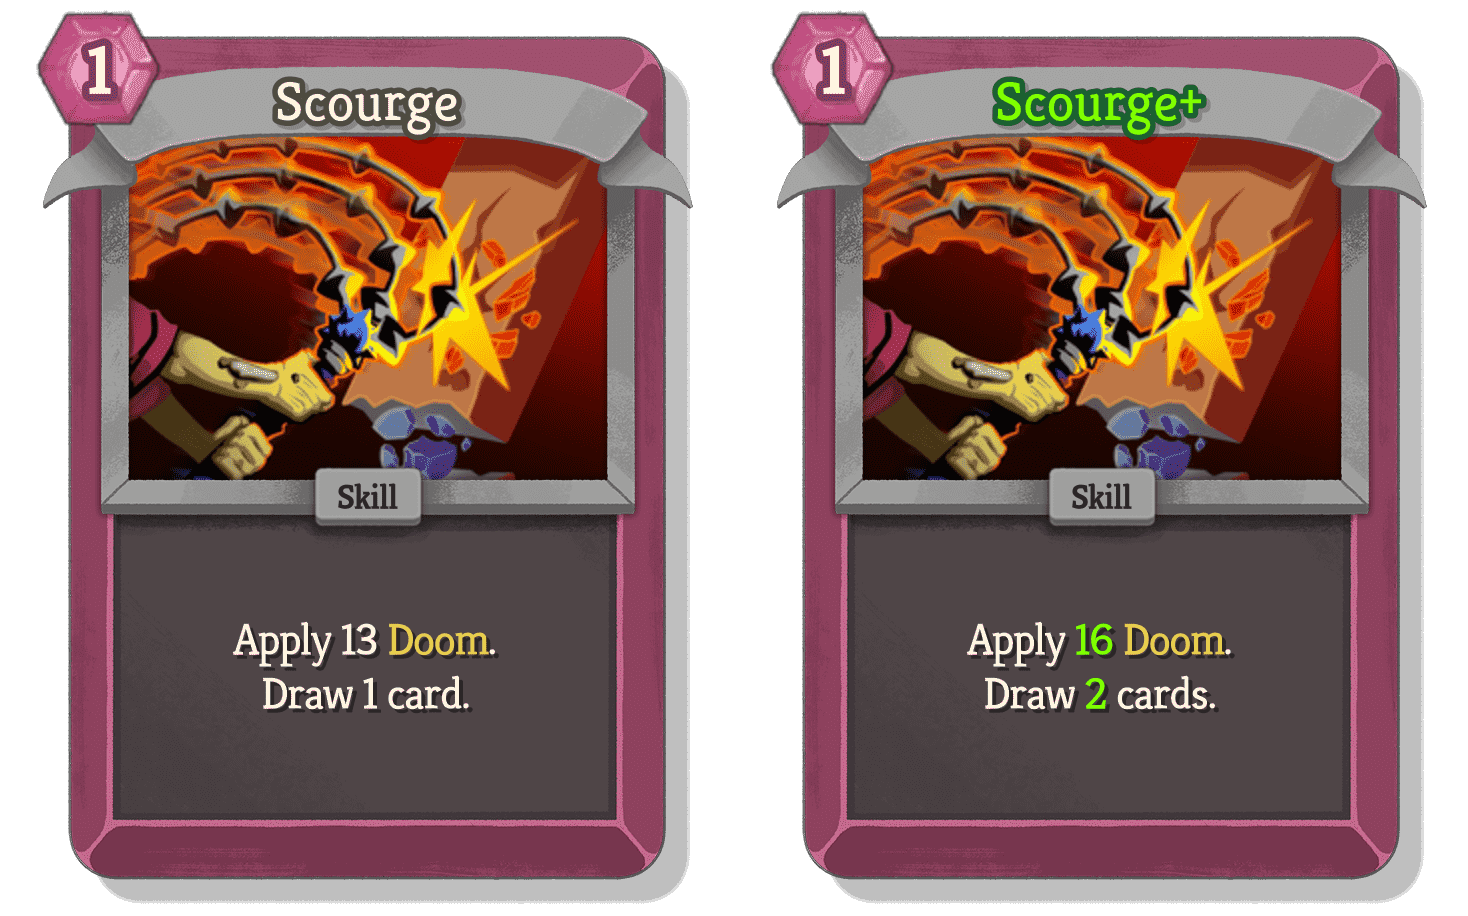 1
Scourge
Skill
Apply 13 Doom.
Draw 1 card.
1
Scourge+
Skill
Apply 16 Doom.
Draw 2 cards.